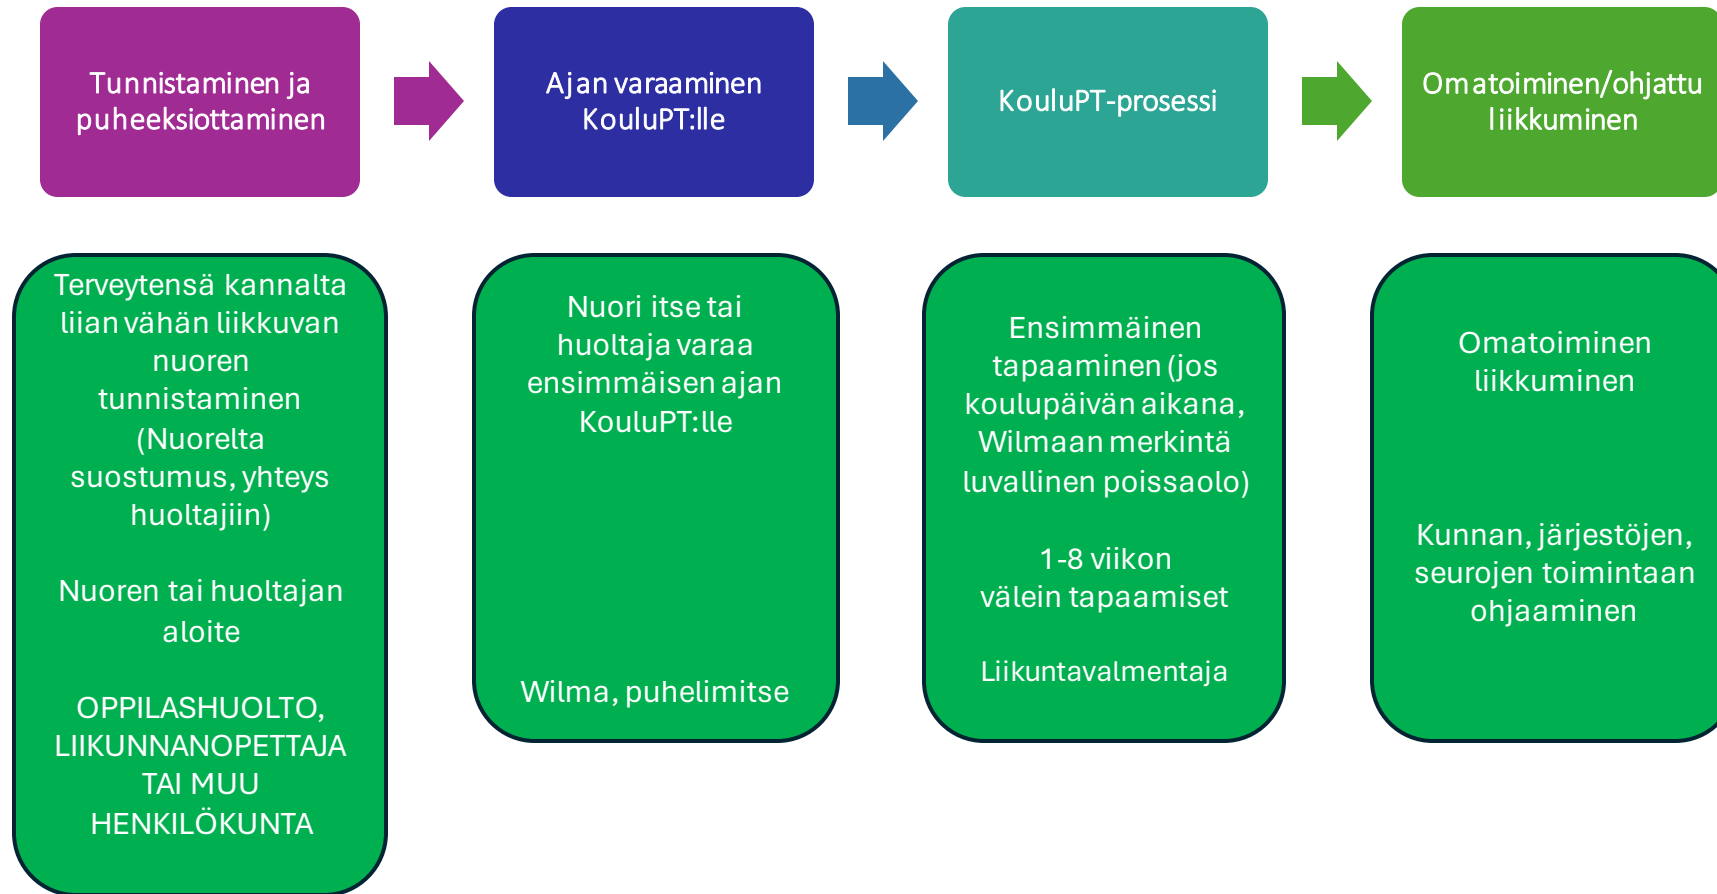 Tunnistaminen ja
puheeksiottaminen
Ajan varaaminen
KouluPT:lle
KouluPT-prosessi
Omatoiminen/ohjattu
liikkuminen
Terveytensä kannalta
liian vähän liikkuvan
nuoren
tunnistaminen
(Nuorelta
suostumus, yhteys
huoltajiin)
Nuoren tai huoltajan
aloite
OPPILASHUOLTO,
LIIKUNNANOPETTAJA
TAI MUU
HENKILÖKUNTA
Nuori itse tai
huoltaja varaa
ensimmäisen ajan
KouluPT:lle
Wilma, puhelimitse
Ensimmäinen
tapaaminen (jos
koulupäivän aikana,
Wilmaan merkintä
luvallinen poissaolo)
1-8 viikon
välein tapaamiset
Liikuntavalmentaja
Omatoiminen
liikkuminen
Kunnan, järjestöjen,
seurojen toimintaan
ohjaaminen